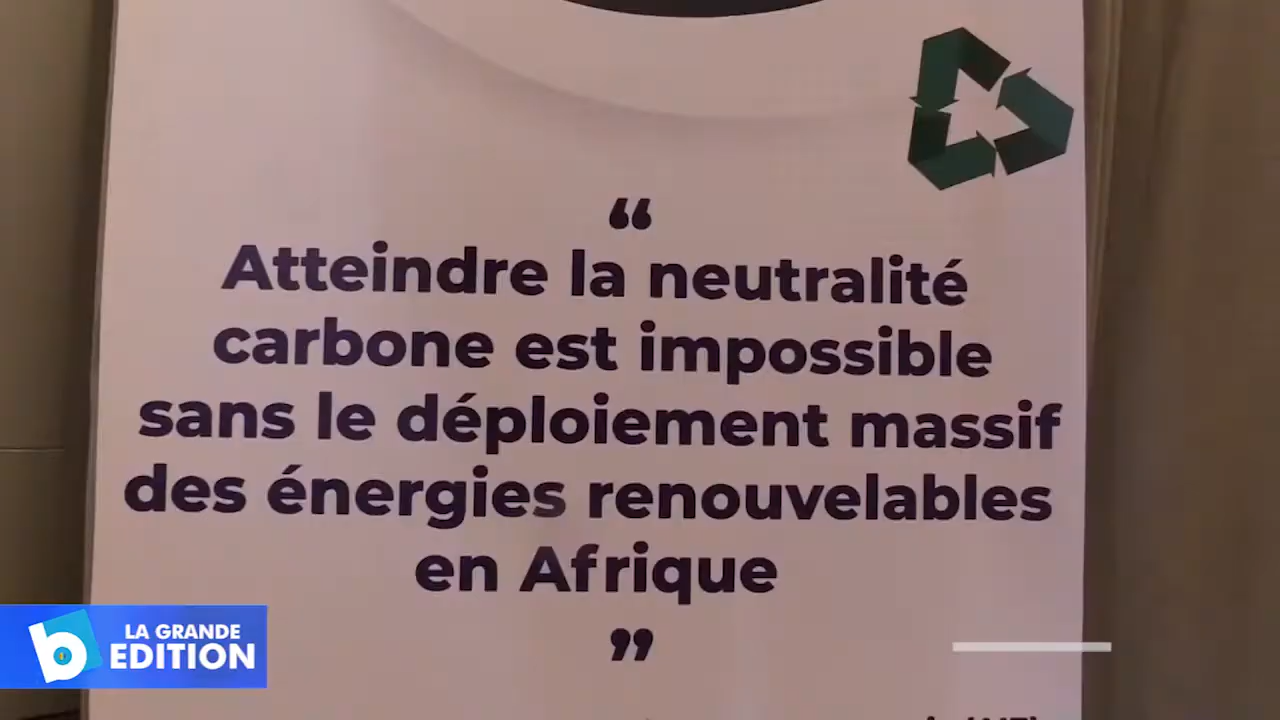 “
Atteindre la neutralité
carbone est impossible
sans le déploiement massif
des énergies renouvelables
en Afrique
”
LA GRANDE
EDITION